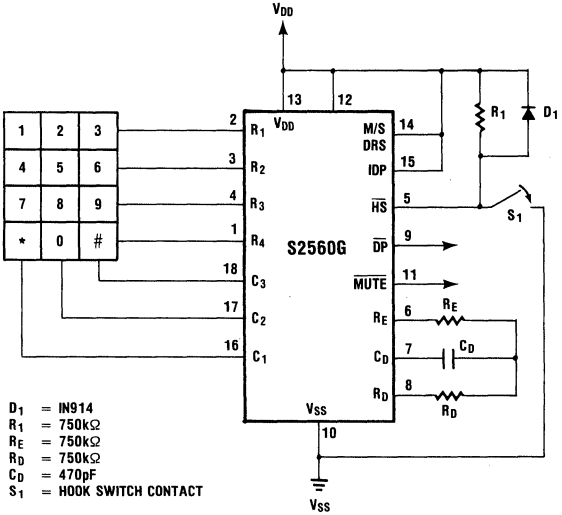 VDD
13
12
VDD
1 2 3
4 5 6
7 8 9
* 0 #
2 R1
3 R2
4 R3
1 R4
18 C3
17 C2
16 C1
S2560G
M/S 14
DRS
IDP 15
H̅S̅ 5
D̅P̅ 9
M̅U̅T̅E̅ 11
RE 6 RE
CD 7 CD
RD 8 RD
R1
D1
S1
VSS
10
VSS
D1 = IN914
R1 = 750kΩ
RE = 750kΩ
RD = 750kΩ
CD = 470pF
S1 = HOOK SWITCH CONTACT